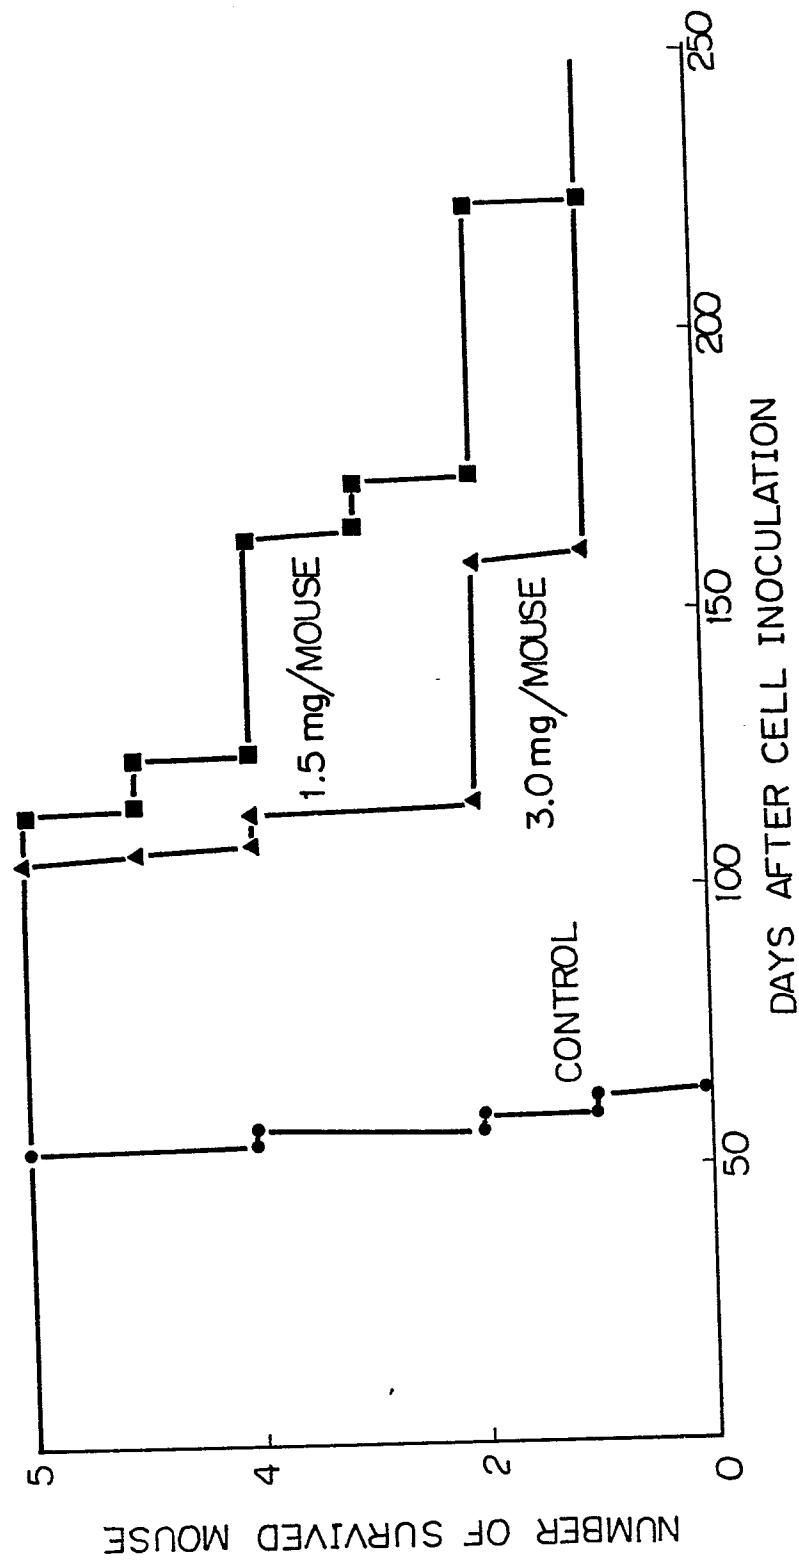 NUMBER OF SURVIVED MOUSE
5
4
2
0
50
100
150
200
250
DAYS AFTER CELL INOCULATION
CONTROL
1.5 mg/MOUSE
3.0 mg/MOUSE